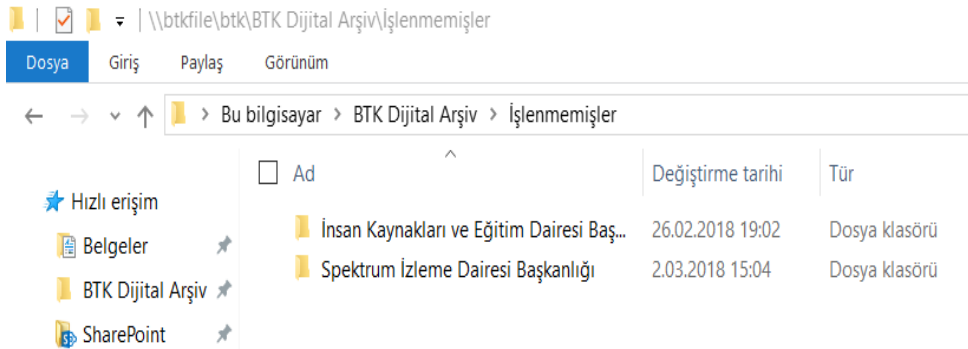 \\btkfile\btk\BTK Dijital Arşiv\İşlenmemişler
Dosya Giriş Paylaş Görünüm
Bu bilgisayar > BTK Dijital Arşiv > İşlenmemişler
Ad Değiştirme tarihi Tür
Hızlı erişim
İnsan Kaynakları ve Eğitim Dairesi Baş... 26.02.2018 19:02 Dosya klasörü
Belgeler
Spektrum İzleme Dairesi Başkanlığı 2.03.2018 15:04 Dosya klasörü
BTK Dijital Arşiv
SharePoint